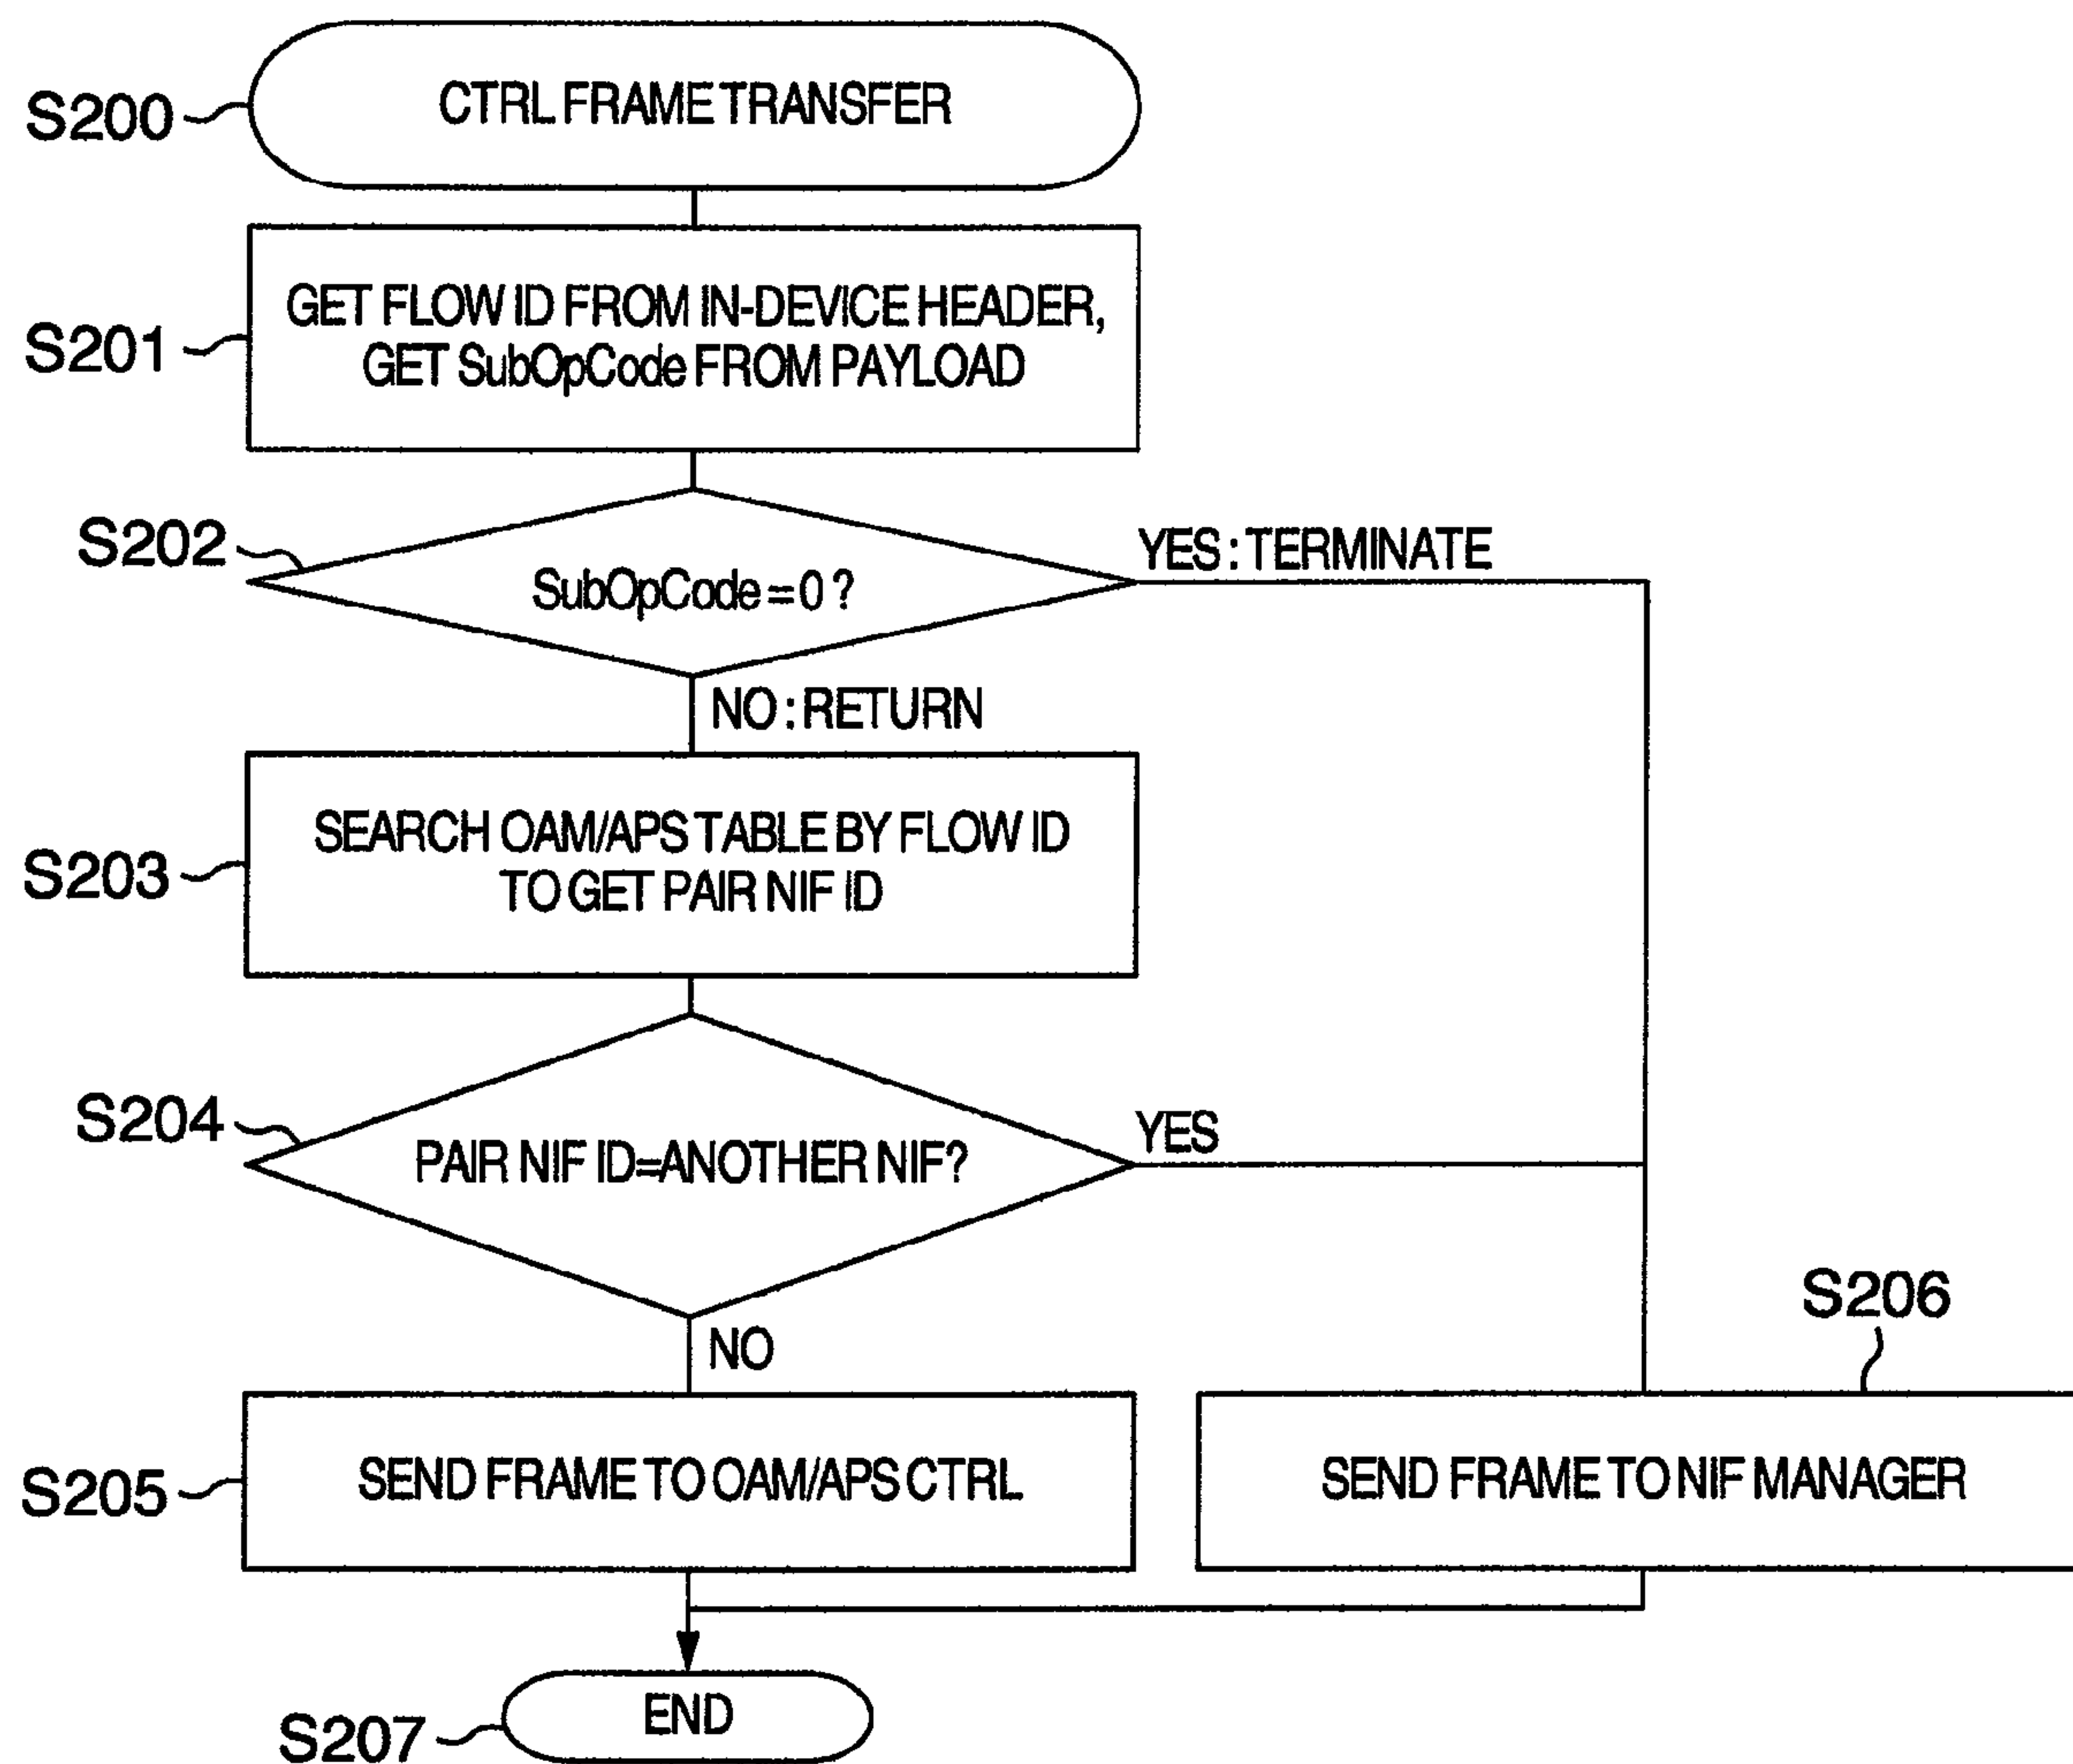 S200
CTRL FRAME TRANSFER
S201
GET FLOW ID FROM IN-DEVICE HEADER,
GET SubOpCode FROM PAYLOAD
S202
SubOpCode=0?
YES:TERMINATE
NO:RETURN
S203
SEARCH OAM/APS TABLE BY FLOW ID
TO GET PAIR NIF ID
S204
PAIR NIF ID=ANOTHER NIF?
YES
NO
S206
S205
SEND FRAME TO OAM/APS CTRL
SEND FRAME TO NIF MANAGER
S207
END